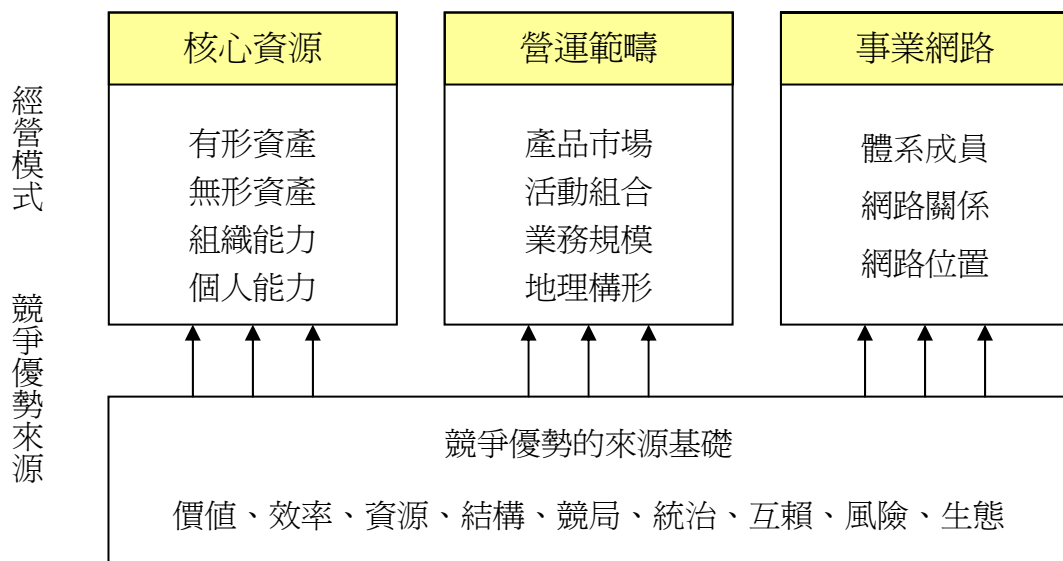 經營模式
競爭優勢來源
核心資源
有形資產
無形資產
組織能力
個人能力
營運範疇
產品市場
活動組合
業務規模
地理構形
事業網路
體系成員
網路關係
網路位置
競爭優勢的來源基礎
價值、效率、資源、結構、競局、統治、互賴、風險、生態